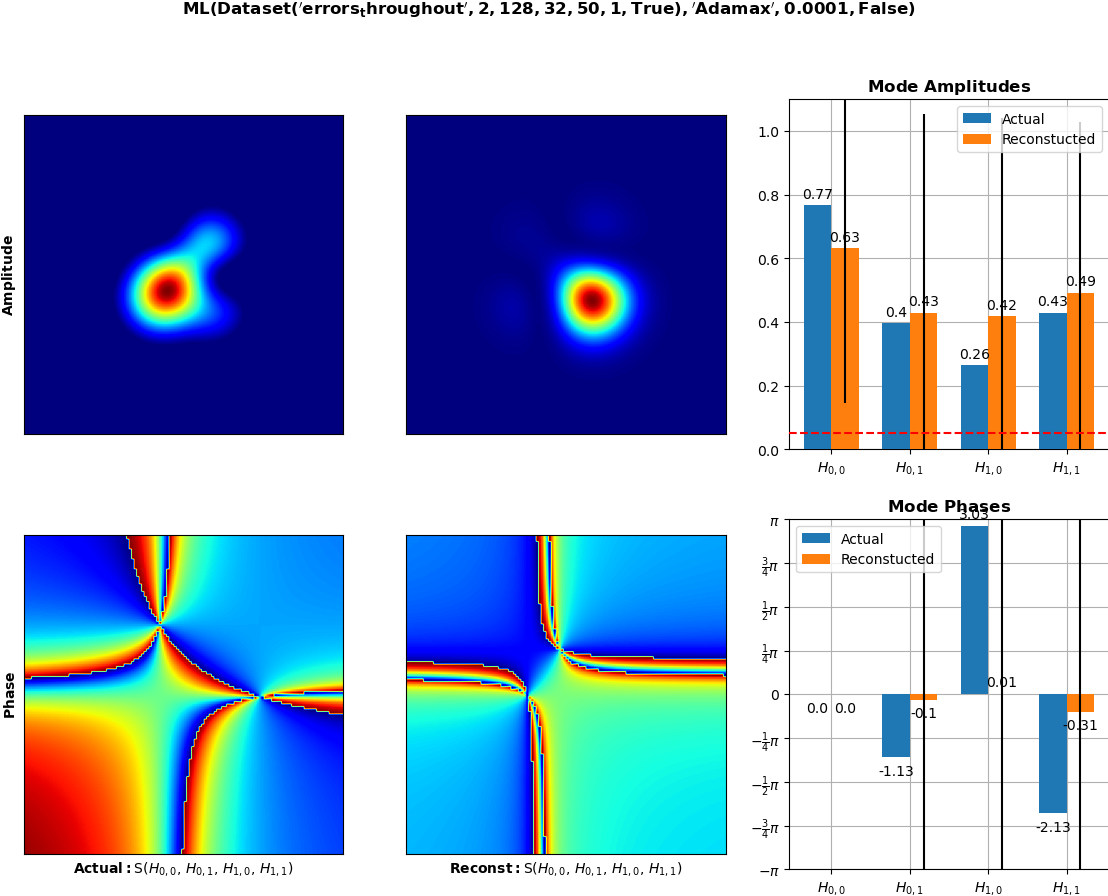 ML(Dataset('errors_throughout', 2, 128, 32, 50, 1, True), 'Adamax', 0.0001, False)
Amplitude
Mode Amplitudes
Actual
Reconstucted
1.0
0.8
0.6
0.4
0.2
0.0
0.77
0.63
0.4
0.43
0.26
0.42
0.43
0.49
H0,0
H0,1
H1,0
H1,1
Phase
Mode Phases
Actual
Reconstucted
π
3/4π
1/2π
1/4π
0
−1/4π
−1/2π
−3/4π
−π
0.0
0.0
-1.13
-0.1
3.03
0.01
-2.13
-0.31
H0,0
H0,1
H1,0
H1,1
Actual: S(H0,0, H0,1, H1,0, H1,1)
Reconst: S(H0,0, H0,1, H1,0, H1,1)